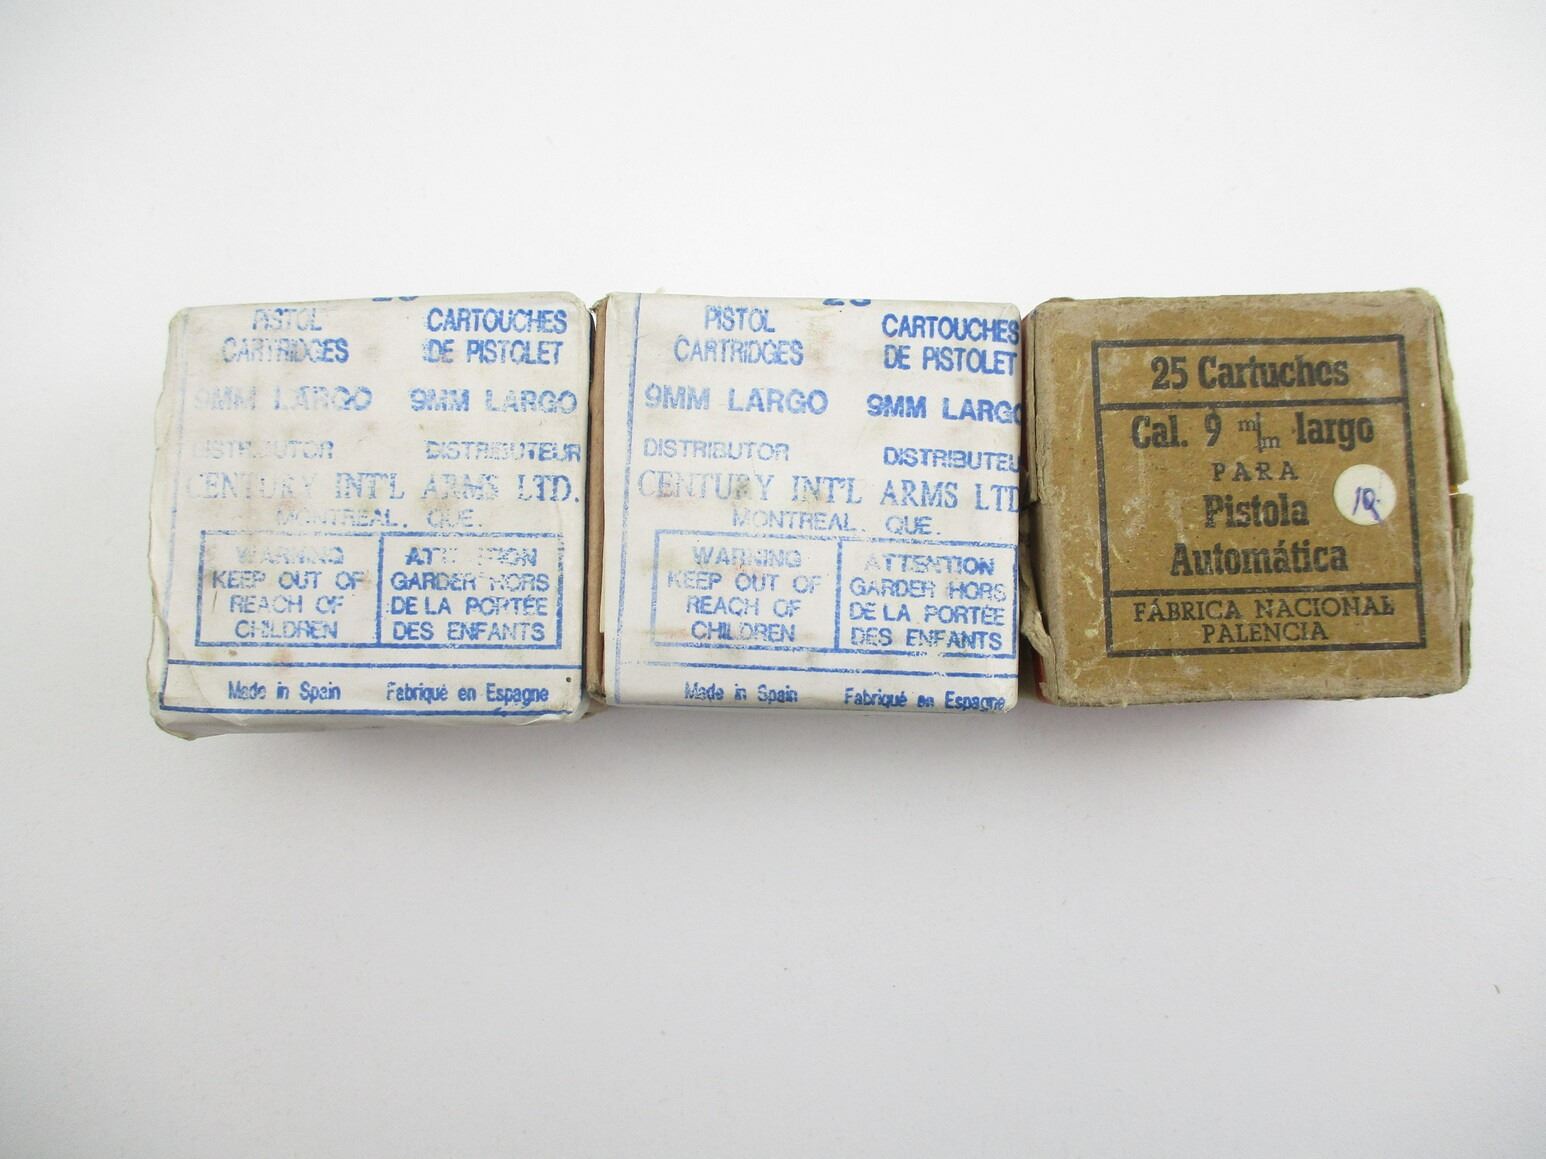 PISTOL CARTOUCHES
CARTRIDGES DE PISTOLET
9MM LARGO 9MM LARGO
DISTRIBUTOR DISTRIBUTEUR
CENTURY INT'L ARMS LTD.
MONTREAL. QUE.
WARNING ATTENTION
KEEP OUT OF GARDER HORS
REACH OF DE LA PORTÉE
CHILDREN DES ENFANTS
Made in Spain Fabriqué en Espagne
PISTOL CARTOUCHES
CARTRIDGES DE PISTOLET
9MM LARGO 9MM LARGO
DISTRIBUTOR DISTRIBUTEU
CENTURY INT'L ARMS LTD
MONTREAL. QUE.
WARNING ATTENTION
KEEP OUT OF GARDER HORS
REACH OF DE LA PORTÉE
CHILDREN DES ENFANTS
Made in Spain Fabriqué en Espagne
25 Cartuchos
Cal. 9 m/m largo
PARA
Pistola
Automática
FÁBRICA NACIONAL
PALENCIA
10